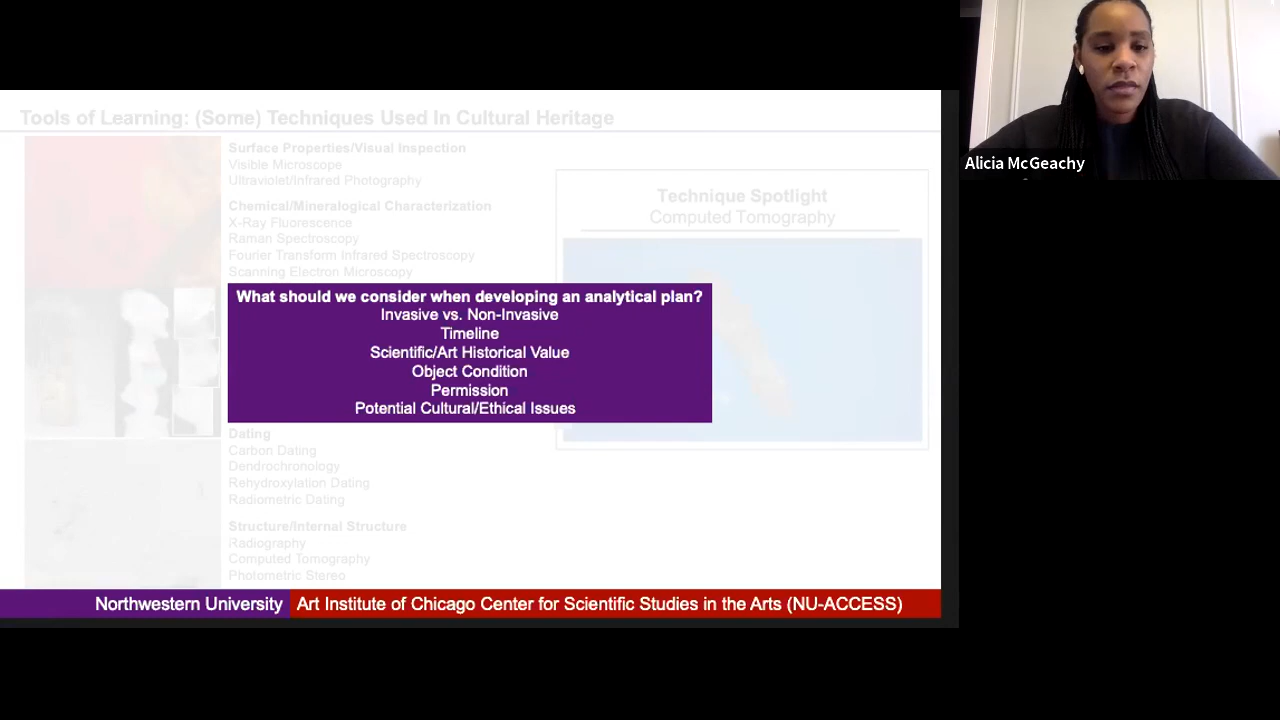 Tools of Learning: (Some) Techniques Used In Cultural Heritage
Surface Properties/Visual Inspection
Visible Microscope
Ultraviolet/Infrared Photography
Chemical/Mineralogical Characterization
X-Ray Fluorescence
Raman Spectroscopy
Fourier Transform Infrared Spectroscopy
Scanning Electron Microscopy
Technique Spotlight
Computed Tomography
What should we consider when developing an analytical plan?
Invasive vs. Non-Invasive
Timeline
Scientific/Art Historical Value
Object Condition
Permission
Potential Cultural/Ethical Issues
Dating
Carbon Dating
Dendrochronology
Rehydroxylation Dating
Radiometric Dating
Structure/Internal Structure
Radiography
Computed Tomography
Photometric Stereo
Northwestern University Art Institute of Chicago Center for Scientific Studies in the Arts (NU-ACCESS)
Alicia McGeachy